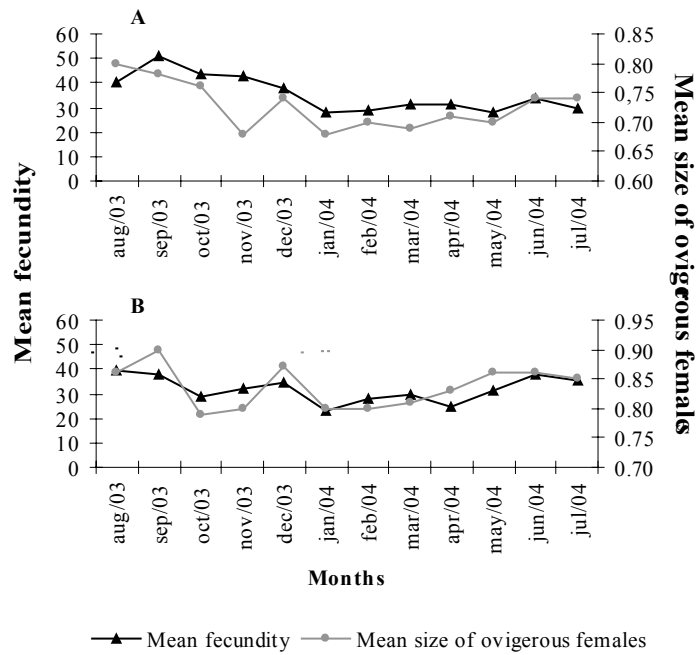 A
60
50
40
30
20
10
0
0.85
0.80
0.75
0.70
0.65
0.60
aug/03
sep/03
oct/03
nov/03
dec/03
jan/04
feb/04
mar/04
apr/04
may/04
jun/04
jul/04
Mean fecundity
Mean size of ovigerous females
B
60
50
40
30
20
10
0
0.95
0.90
0.85
0.80
0.75
0.70
aug/03
sep/03
oct/03
nov/03
dec/03
jan/04
feb/04
mar/04
apr/04
may/04
jun/04
jul/04
Months
Mean fecundity Mean size of ovigerous females